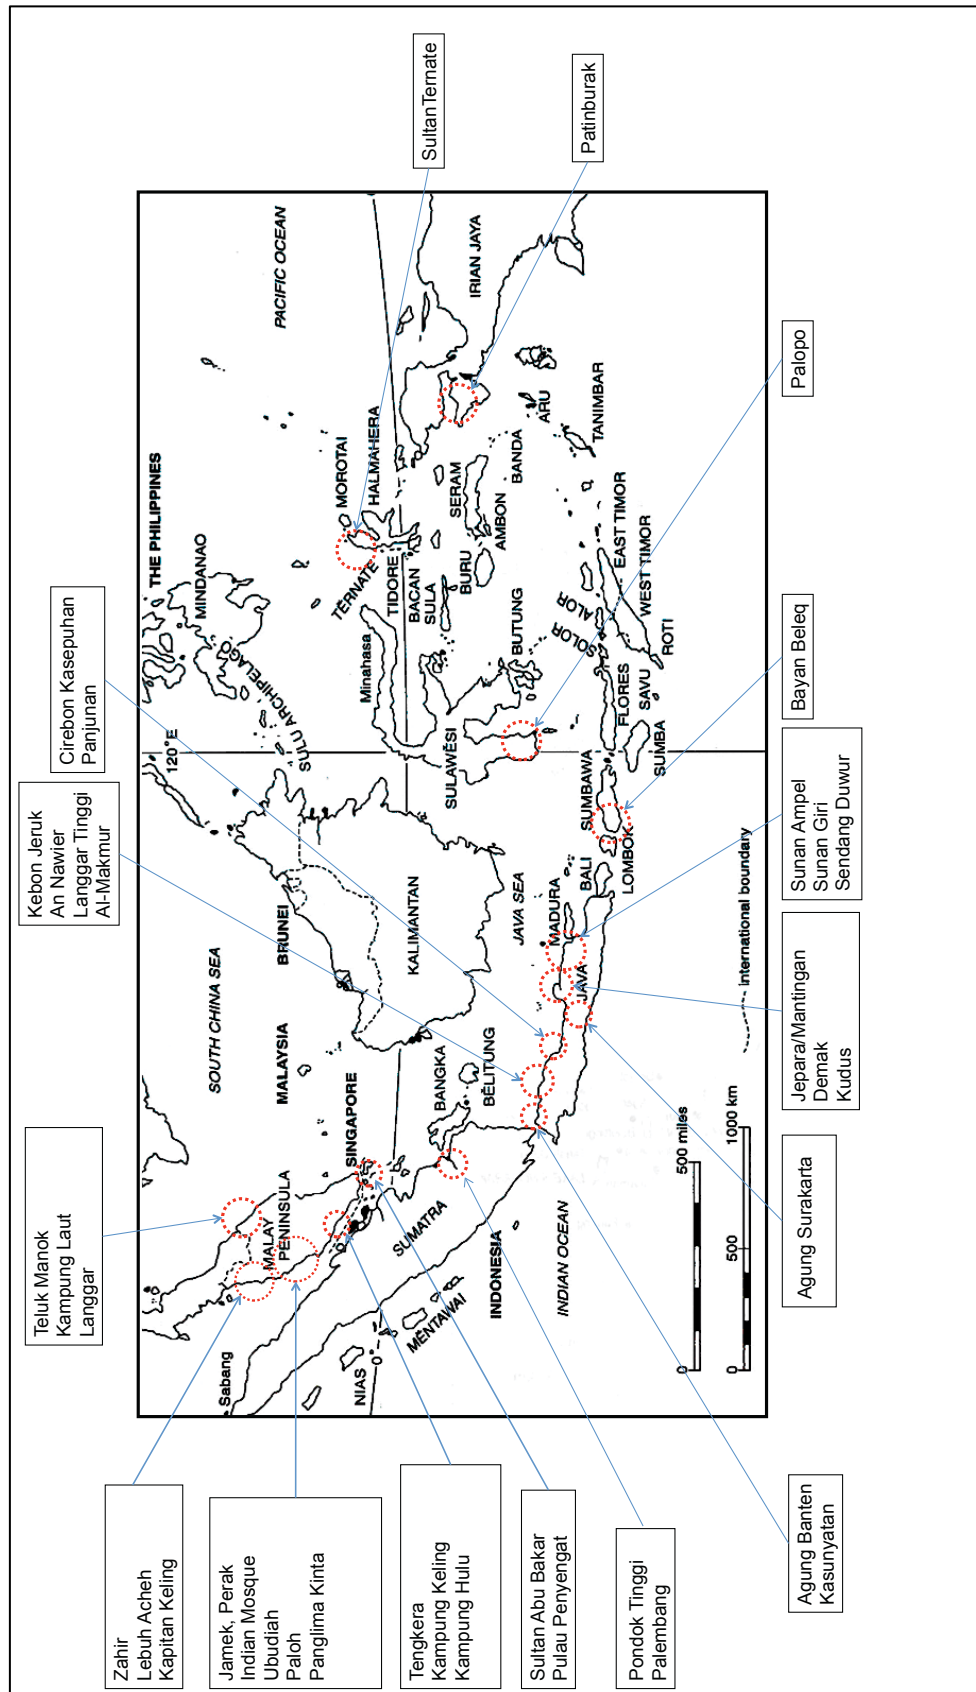 Teluk Manok
Kampung Laut
Langgar
Kebon Jeruk
An Nawier
Langgar Tinggi
Al-Makmur
Cirebon Kasepuhan
Panjunan
SultanTernate
Patinburak
Zahir
Lebuh Acheh
Kapitan Keling
Jamek, Perak
Indian Mosque
Ubudiah
Paloh
Panglima Kinta
Tengkera
Kampung Keling
Kampung Hulu
Sultan Abu Bakar
Pulau Penyengat
Pondok Tinggi
Palembang
Agung Banten
Kasunyatan
Agung Surakarta
Jepara/Mantingan
Demak
Kudus
Sunan Ampel
Sunan Giri
Sendang Duwur
Bayan Beleq
Palopo
120°E
THE PHILIPPINES
MINDANAO
SULU ARCHIPELAGO
PACIFIC OCEAN
SOUTH CHINA SEA
Sabang
MALAY
PENINSULA
MALAYSIA
BRUNEI
SINGAPORE
NIAS
0°
MĚNTAWAI
SUMATRA
BANGKA
BĚLITUNG
KALIMANTAN
Minahasa
SULAWĚSI
TĚRNATE
TIDORE
MOROTAI
HALMAHERA
BACAN
SULA
BURU
SERAM
AMBON
BANDA
IRIAN JAYA
ARU
TANIMBAR
BUTUNG
INDONESIA
INDIAN OCEAN
JAVA SEA
JAVA
MADURA
BALI
LOMBOK
SUMBAWA
SUMBA
FLORES
SAVU
SOLOR
ALOR
ROTI
WEST TIMOR
EAST TIMOR
0
500 miles
0
500
1000 km
International boundary